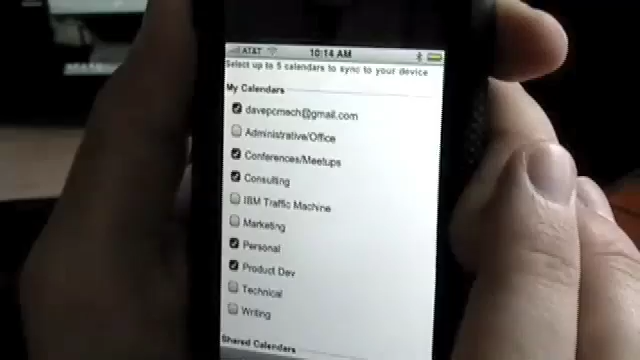 AT&T 10:14 AM
Select up to 5 calendars to sync to your device
My Calendars
davepcmech@gmail.com
Administrative/Office
Conferences/Meetups
Consulting
IBM Traffic Machine
Marketing
Personal
Product Dev
Technical
Writing
Shared Calendars